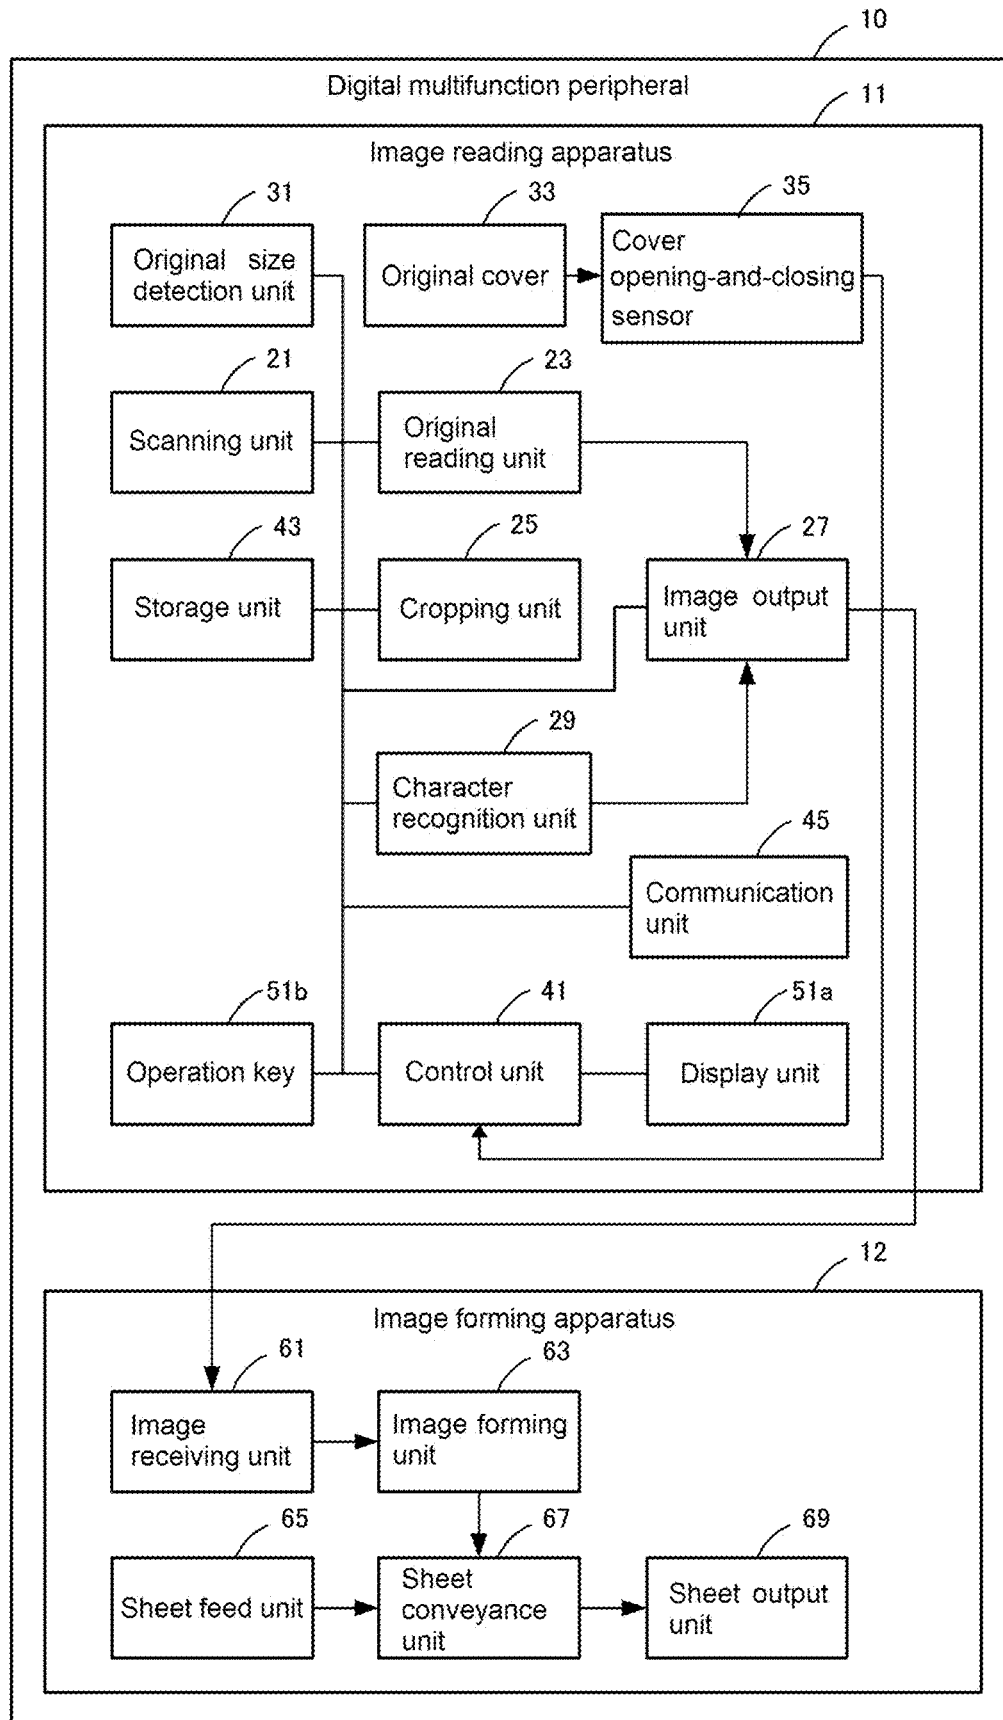 10
Digital multifunction peripheral
11
Image reading apparatus
31
33
35
Original size
detection unit
Original cover
Cover
opening-and-closing
sensor
21
23
Scanning unit
Original
reading unit
43
25
27
Storage unit
Cropping unit
Image output
unit
29
Character
recognition unit
45
Communication
unit
51b
41
51a
Operation key
Control unit
Display unit
12
Image forming apparatus
61
63
Image
receiving unit
Image forming
unit
65
67
69
Sheet feed unit
Sheet
conveyance
unit
Sheet output
unit